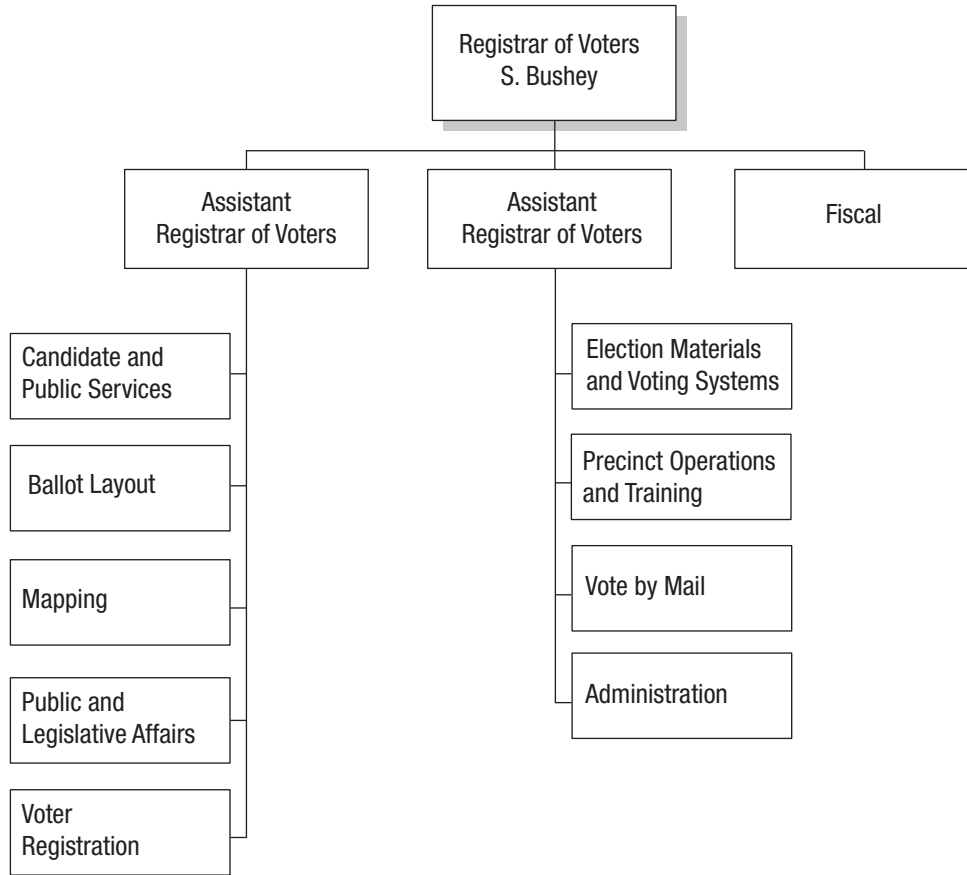 Registrar of Voters
S. Bushey
Assistant
Registrar of Voters
Assistant
Registrar of Voters
Fiscal
Candidate and
Public Services
Ballot Layout
Mapping
Public and
Legislative Affairs
Voter
Registration
Election Materials
and Voting Systems
Precinct Operations
and Training
Vote by Mail
Administration